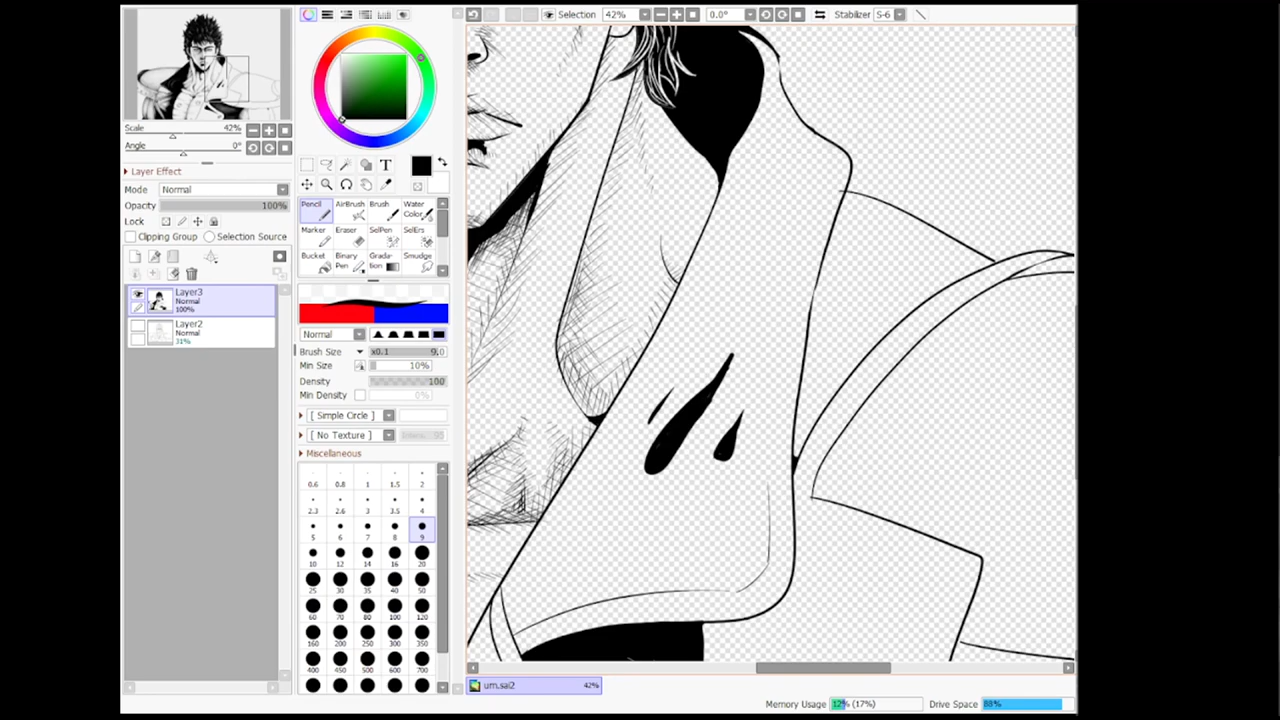 Selection 42% 0.0° Stabilizer S-6
Scale 42%
Angle 0°
Layer Effect
Mode Normal
Opacity 100%
Lock
Clipping Group Selection Source
Layer3
Normal
100%
Layer2
Normal
31%
T
Pencil AirBrush Brush Water Color
Marker Eraser SelPen SelErs
Bucket Binary Pen Grada-tion Smudge
Normal
Brush Size x0.1 9.0
Min Size 10%
Density 100
Min Density 0%
[ Simple Circle ]
[ No Texture ] 95
Miscellaneous
0.6 0.8 1 1.5 2
2.3 2.6 3 3.5 4
5 6 7 8 9
10 12 14 16 20
25 30 35 40 50
60 70 80 100 120
160 200 250 300 350
400 450 500 600 700
um.sai2 42%
Memory Usage 12% (17%) Drive Space 88%